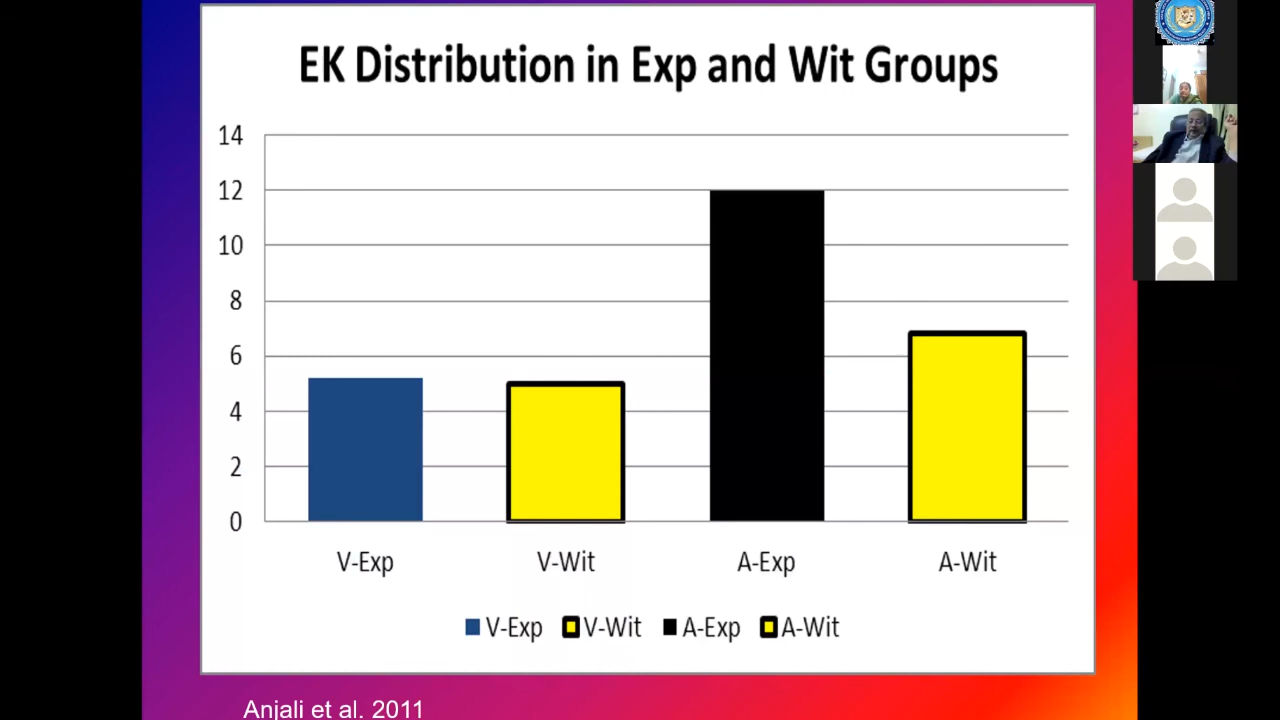 EK Distribution in Exp and Wit Groups
14
12
10
8
6
4
2
0
V-Exp V-Wit A-Exp A-Wit
V-Exp V-Wit A-Exp A-Wit
Anjali et al. 2011